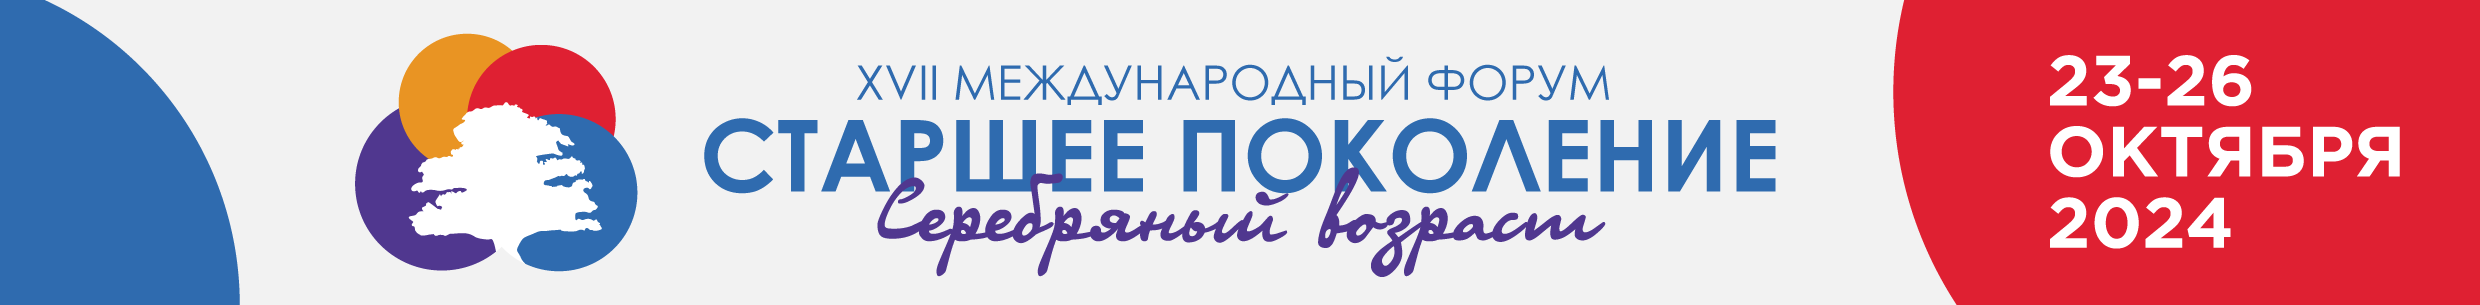 XVII МЕЖДУНАРОДНЫЙ ФОРУМ
СТАРШЕЕ ПОКОЛЕНИЕ
Серебряный возраст
23-26
ОКТЯБРЯ
2024